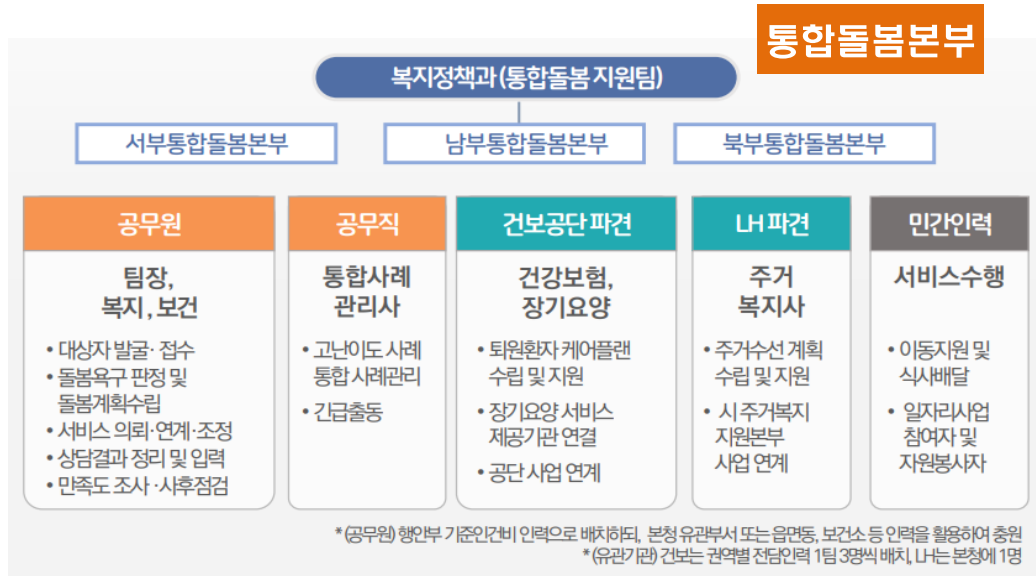 통합돌봄본부
복지정책과(통합돌봄 지원팀)
서부통합돌봄본부
남부통합돌봄본부
북부통합돌봄본부
공무원
팀장,
복지, 보건
• 대상자 발굴· 접수
• 돌봄욕구 판정 및
돌봄계획수립
• 서비스 의뢰·연계·조정
• 상담결과 정리 및 입력
• 만족도 조사 ·사후점검
공무직
통합사례
관리사
• 고난이도 사례
통합 사례관리
• 긴급출동
건보공단 파견
건강보험,
장기요양
• 퇴원환자 케어플랜
수립 및 지원
• 장기요양 서비스
제공기관 연결
• 공단 사업 연계
LH 파견
주거
복지사
• 주거수선 계획
수립 및 지원
• 시 주거복지
지원본부
사업 연계
민간인력
서비스수행
• 이동지원 및
식사배달
• 일자리사업
참여자 및
자원봉사자
* (공무원) 행안부 기준인건비 인력으로 배치하되, 본청 유관부서 또는 읍면동, 보건소 등 인력을 활용하여 충원
* (유관기관) 건보는 권역별 전담인력 1팀 3명씩 배치, LH는 본청에 1명